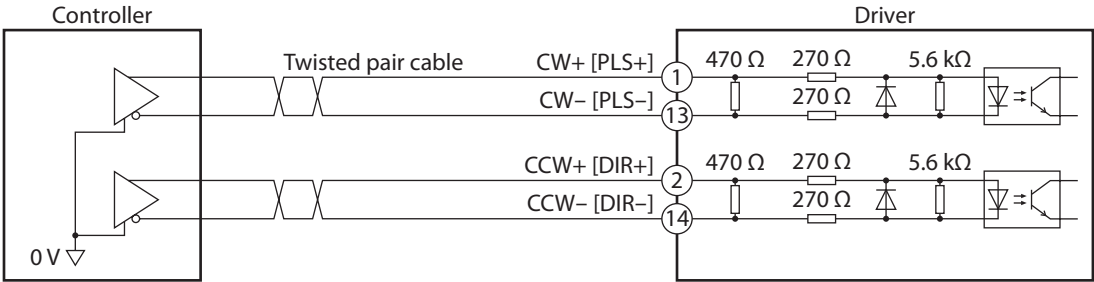 Controller
Driver
Twisted pair cable
CW+ [PLS+]
1
470 Ω
270 Ω
5.6 kΩ
CW– [PLS–]
13
270 Ω
CCW+ [DIR+]
2
470 Ω
270 Ω
5.6 kΩ
CCW– [DIR–]
14
270 Ω
0 V